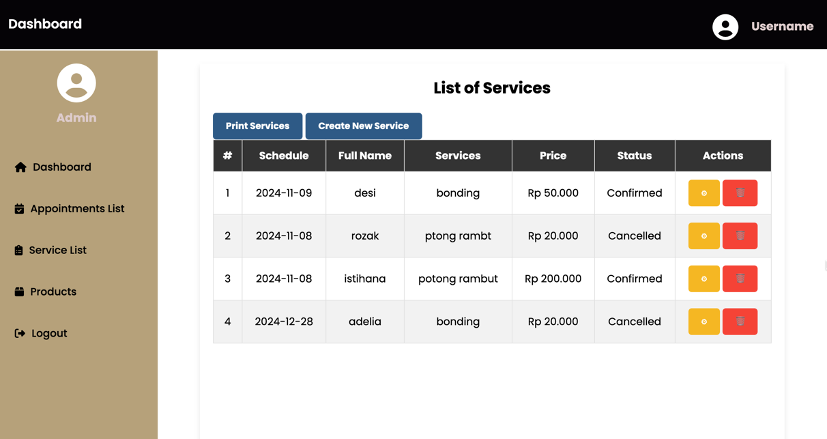 Dashboard
Username
Admin
Dashboard
Appointments List
Service List
Products
Logout
List of Services
Print Services Create New Service
# Schedule Full Name Services Price Status Actions
1 2024-11-09 desi bonding Rp 50.000 Confirmed
2 2024-11-08 rozak ptong rambt Rp 20.000 Cancelled
3 2024-11-08 istihana potong rambut Rp 200.000 Confirmed
4 2024-12-28 adelia bonding Rp 20.000 Cancelled